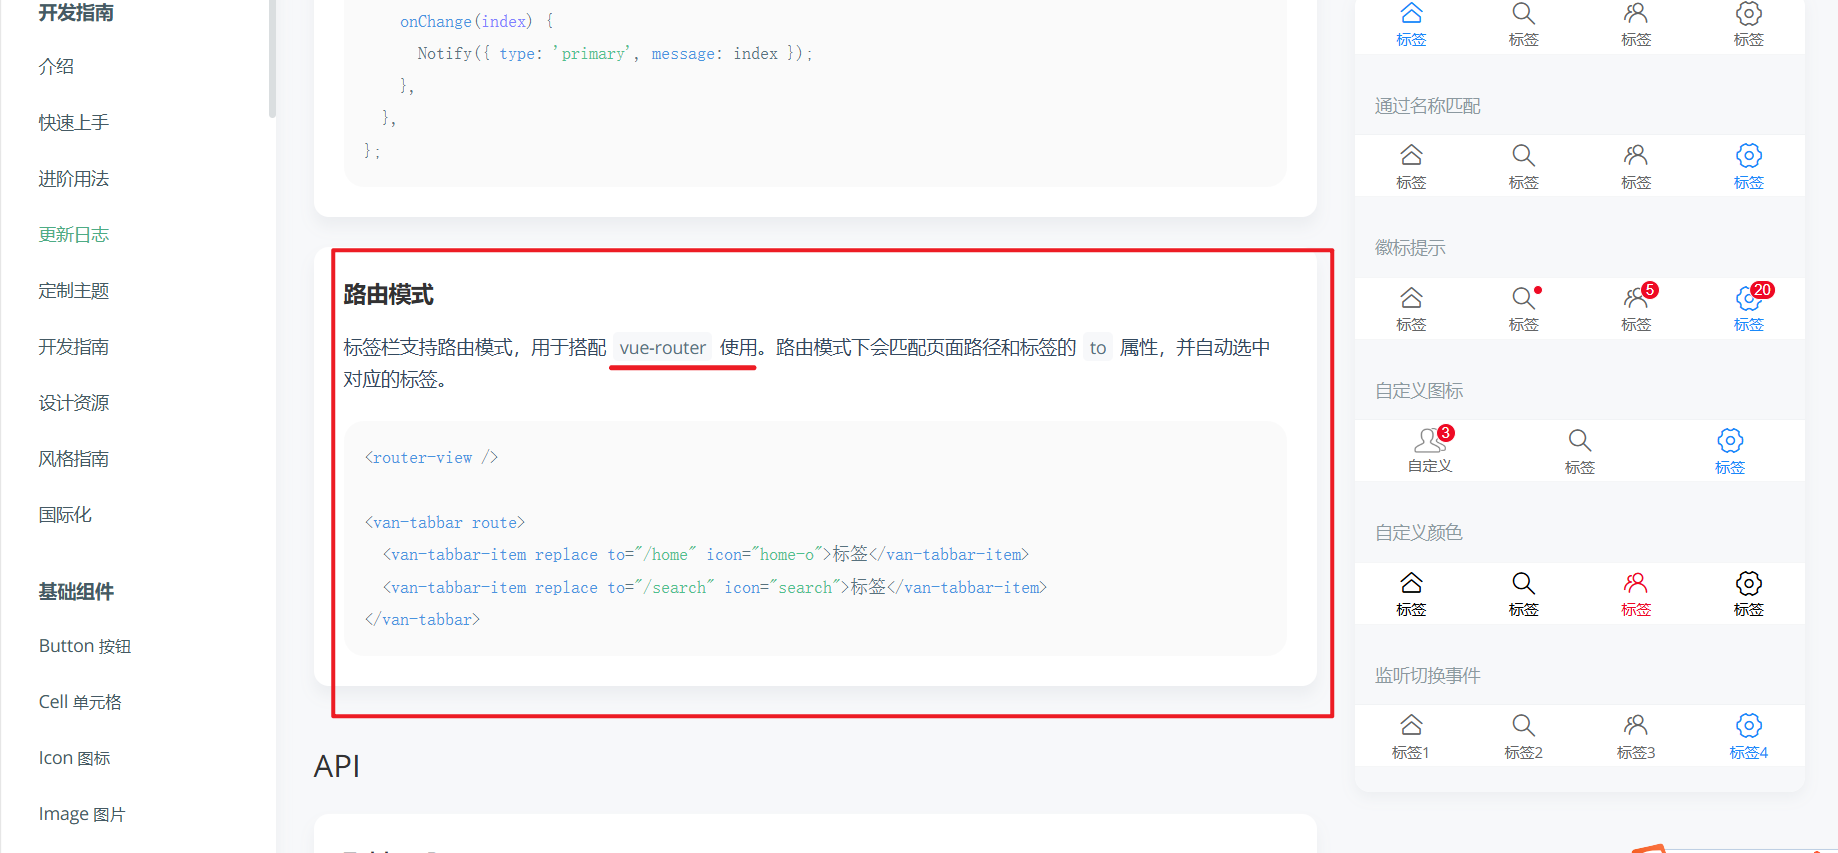 开发指南
介绍
快速上手
进阶用法
更新日志
定制主题
开发指南
设计资源
风格指南
国际化
基础组件
Button 按钮
Cell 单元格
Icon 图标
Image 图片
onChange(index) {
Notify({ type: 'primary', message: index });
},
},
};
路由模式
标签栏支持路由模式，用于搭配 vue-router 使用。路由模式下会匹配页面路径和标签的 to 属性，并自动选中
对应的标签。
<router-view />
<van-tabbar route>
<van-tabbar-item replace to="/home" icon="home-o">标签</van-tabbar-item>
<van-tabbar-item replace to="/search" icon="search">标签</van-tabbar-item>
</van-tabbar>
API
标签 标签 标签 标签
通过名称匹配
标签 标签 标签 标签
徽标提示
5 20
标签 标签 标签 标签
自定义图标
3
自定义 标签 标签
自定义颜色
标签 标签 标签 标签
监听切换事件
标签1 标签2 标签3 标签4